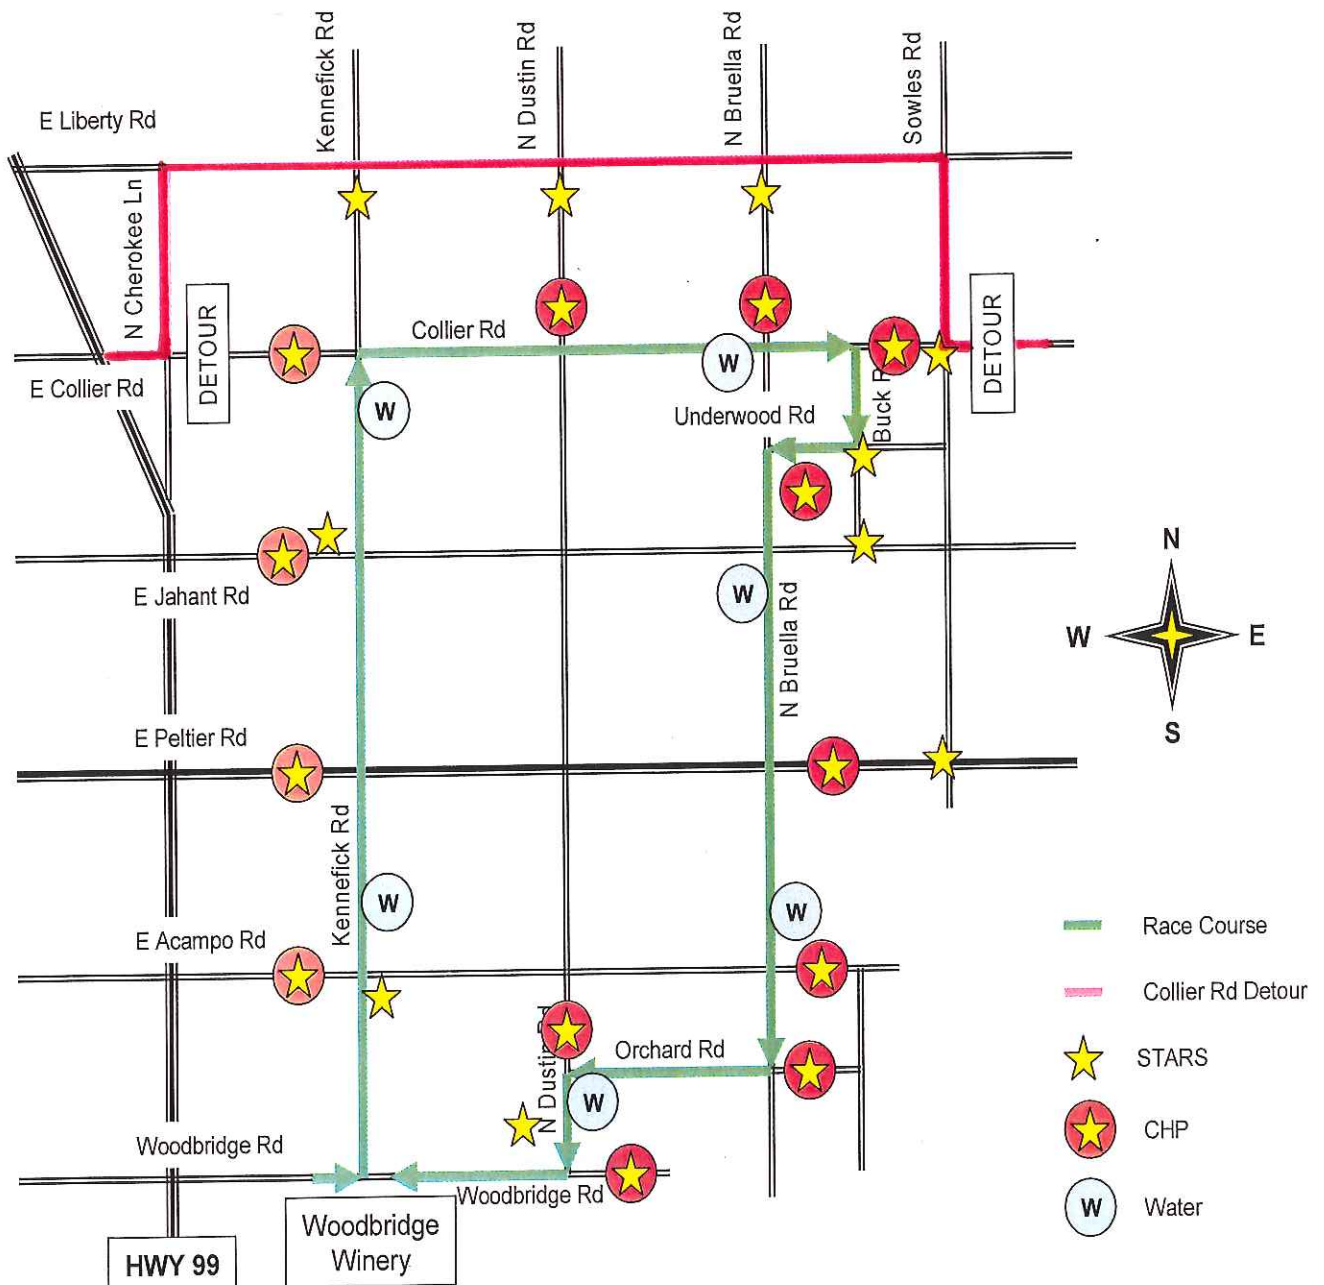 Kennefick Rd
N Dustin Rd
N Bruella Rd
Sowles Rd
E Liberty Rd
N Cherokee Ln
DETOUR
Collier Rd
DETOUR
E Collier Rd
W
W
Underwood Rd
Buck
E Jahant Rd
W
N Bruella Rd
N
W
E
S
E Peltier Rd
Kennefick Rd
W
W
E Acampo Rd
Race Course
Collier Rd Detour
N Dustin
Orchard Rd
STARS
W
CHP
Woodbridge Rd
Woodbridge Rd
W
Water
Woodbridge
Winery
HWY 99